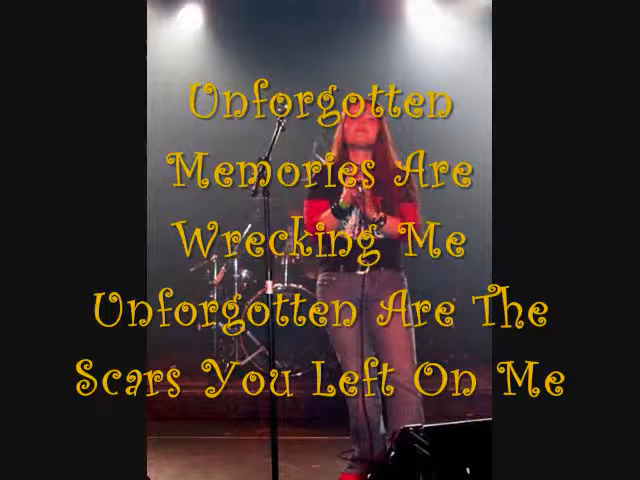 Unforgotten
Memories Are
Wrecking Me
Unforgotten Are The
Scars You Left On Me